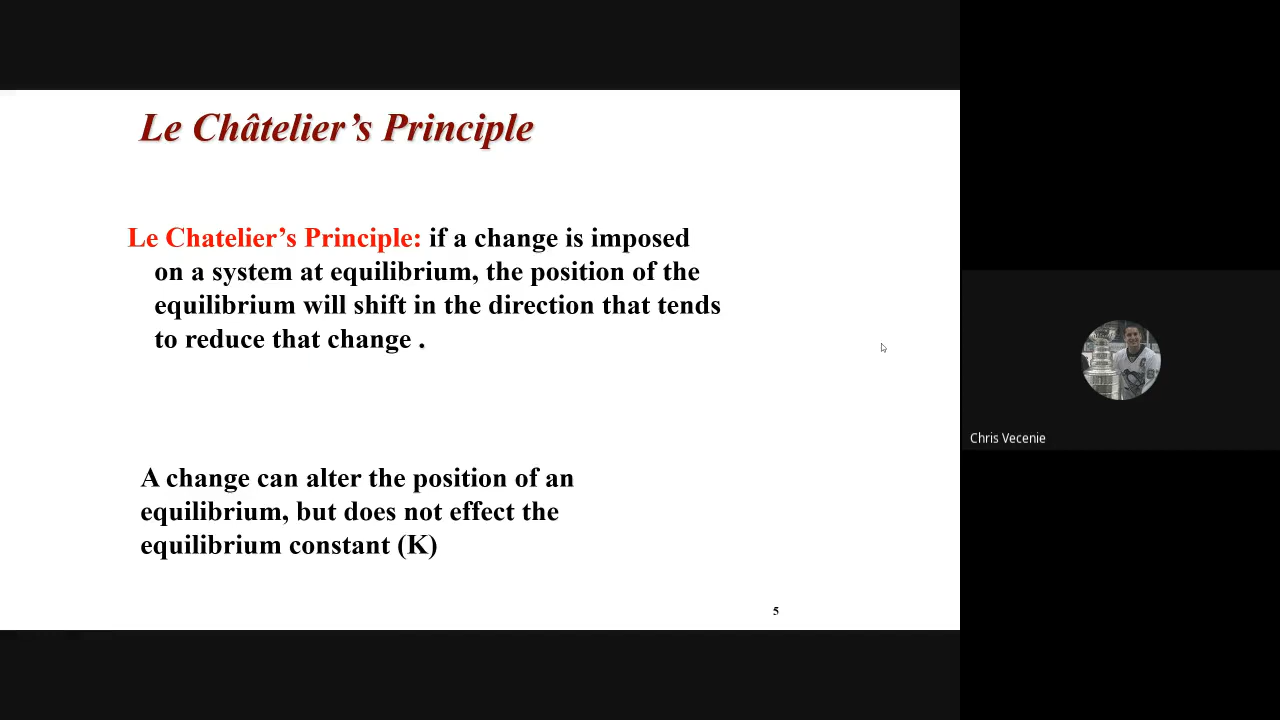 Le Châtelier’s Principle
Le Chatelier’s Principle: if a change is imposed
on a system at equilibrium, the position of the
equilibrium will shift in the direction that tends
to reduce that change .
A change can alter the position of an
equilibrium, but does not effect the
equilibrium constant (K)
5
Chris Vecenie